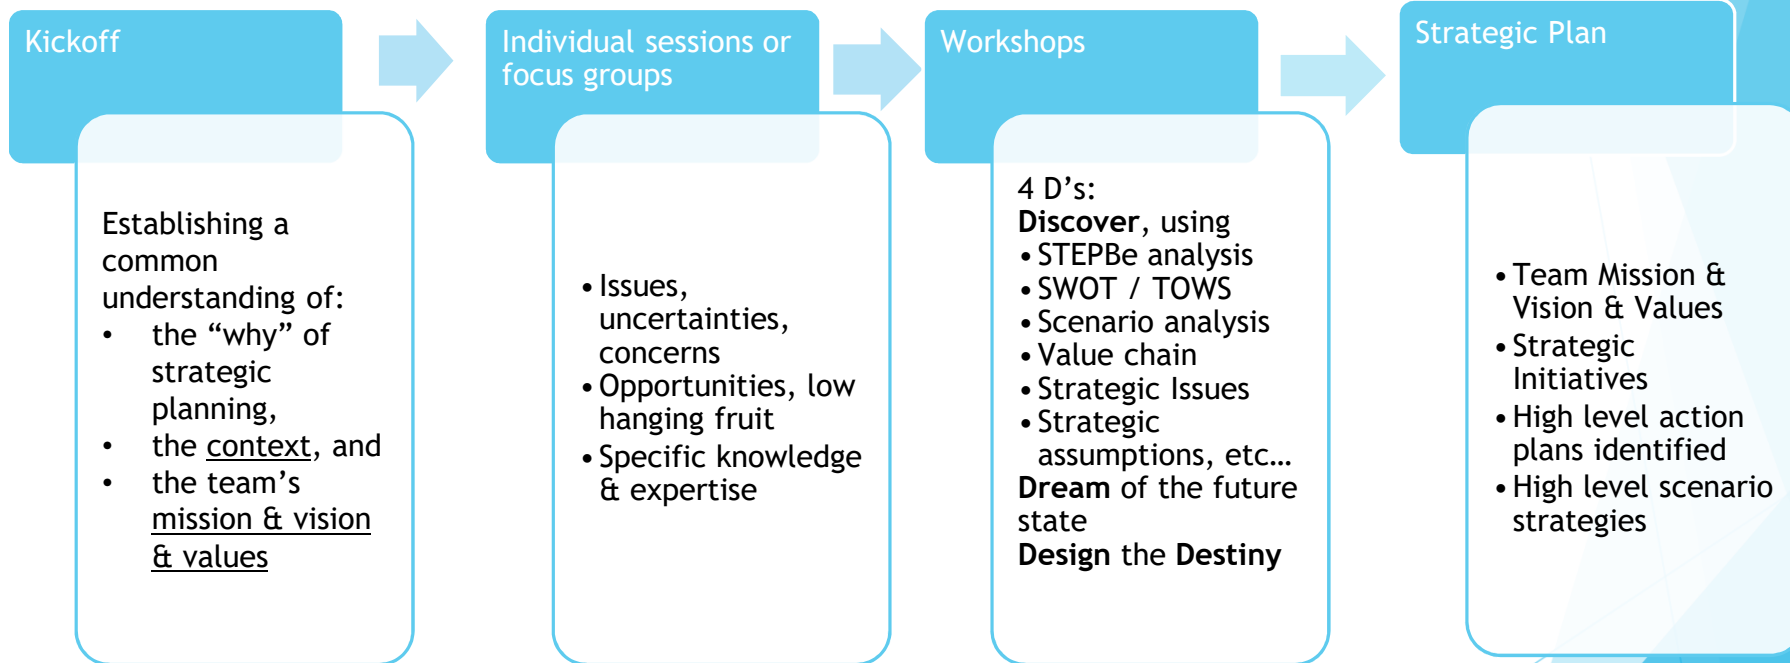 Kickoff
Establishing a
common
understanding of:
• the “why” of
strategic
planning,
• the context, and
• the team’s
mission & vision
& values
Individual sessions or
focus groups
• Issues,
uncertainties,
concerns
• Opportunities, low
hanging fruit
• Specific knowledge
& expertise
Workshops
4 D’s:
Discover, using
• STEPBe analysis
• SWOT / TOWS
• Scenario analysis
• Value chain
• Strategic Issues
• Strategic
assumptions, etc…
Dream of the future
state
Design the Destiny
Strategic Plan
• Team Mission &
Vision & Values
• Strategic
Initiatives
• High level action
plans identified
• High level scenario
strategies